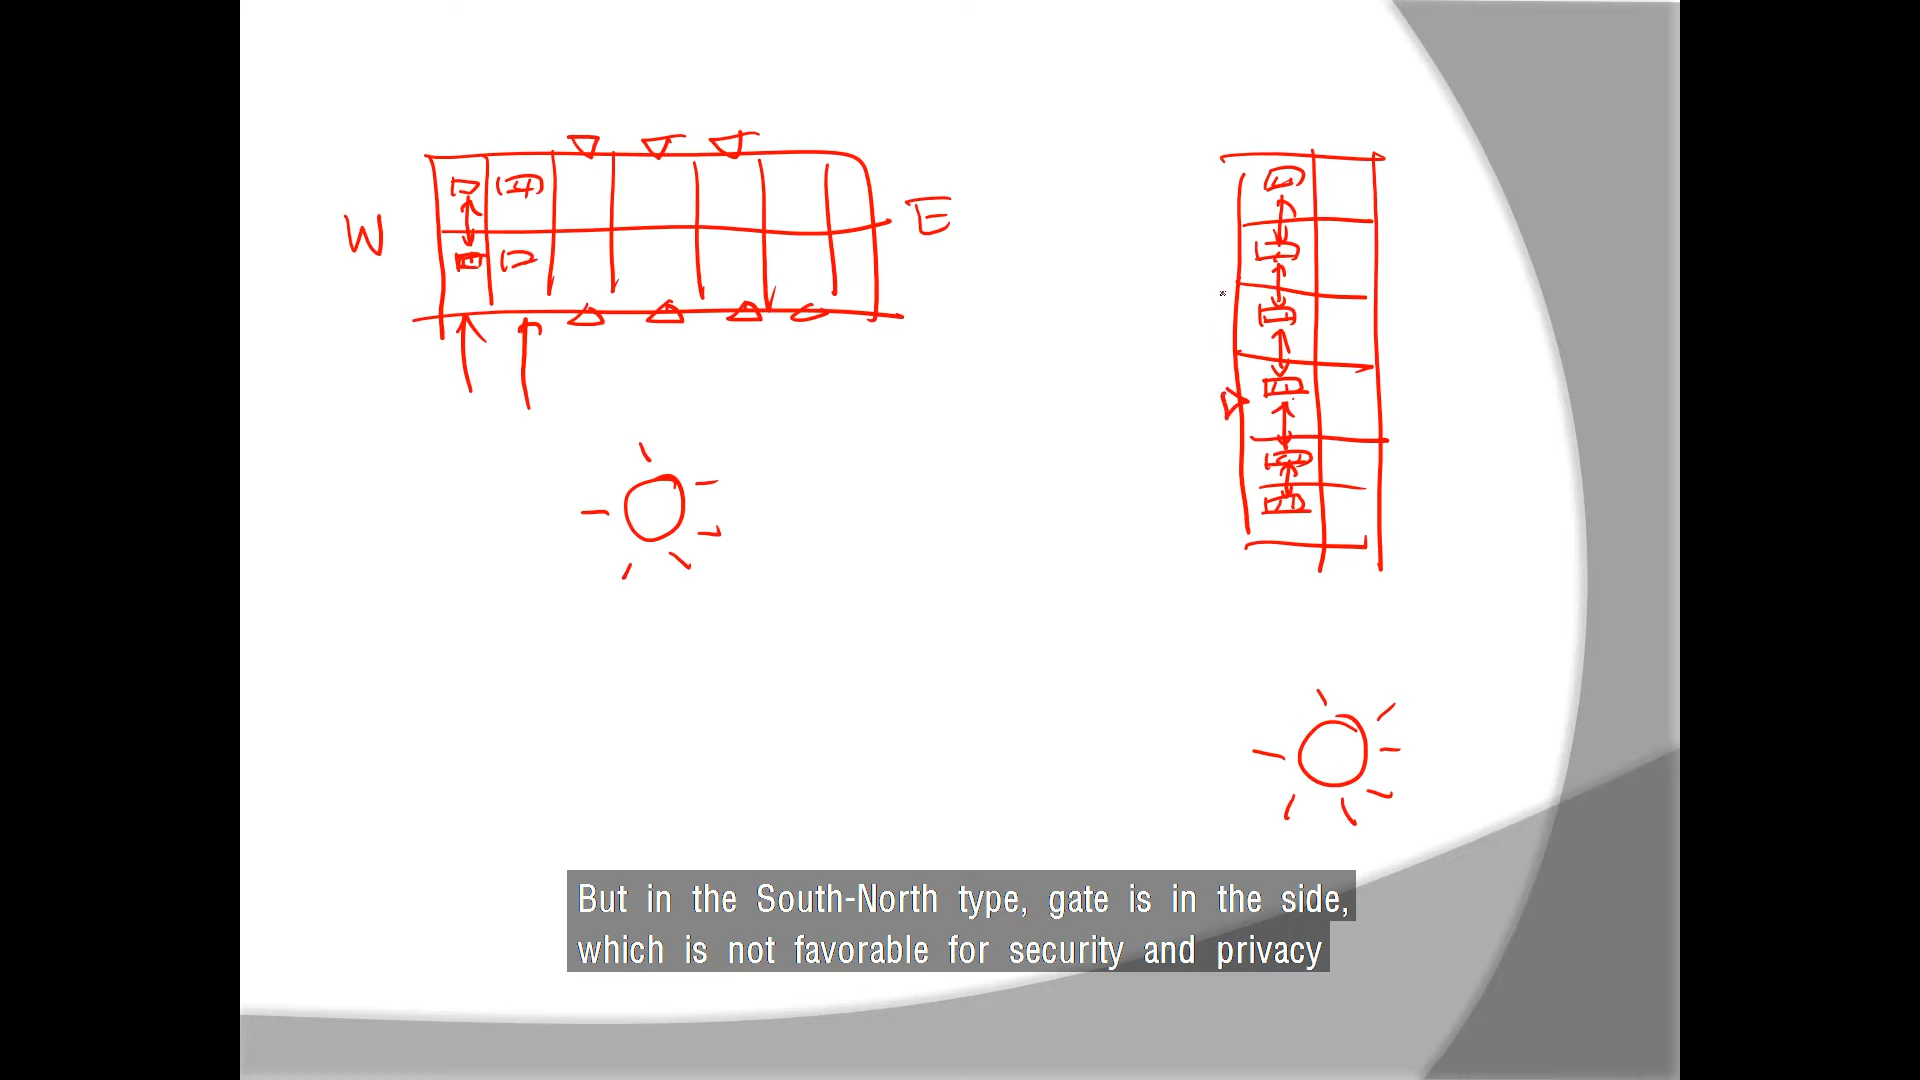 W
E
But in the South-North type, gate is in the side,
which is not favorable for security and privacy